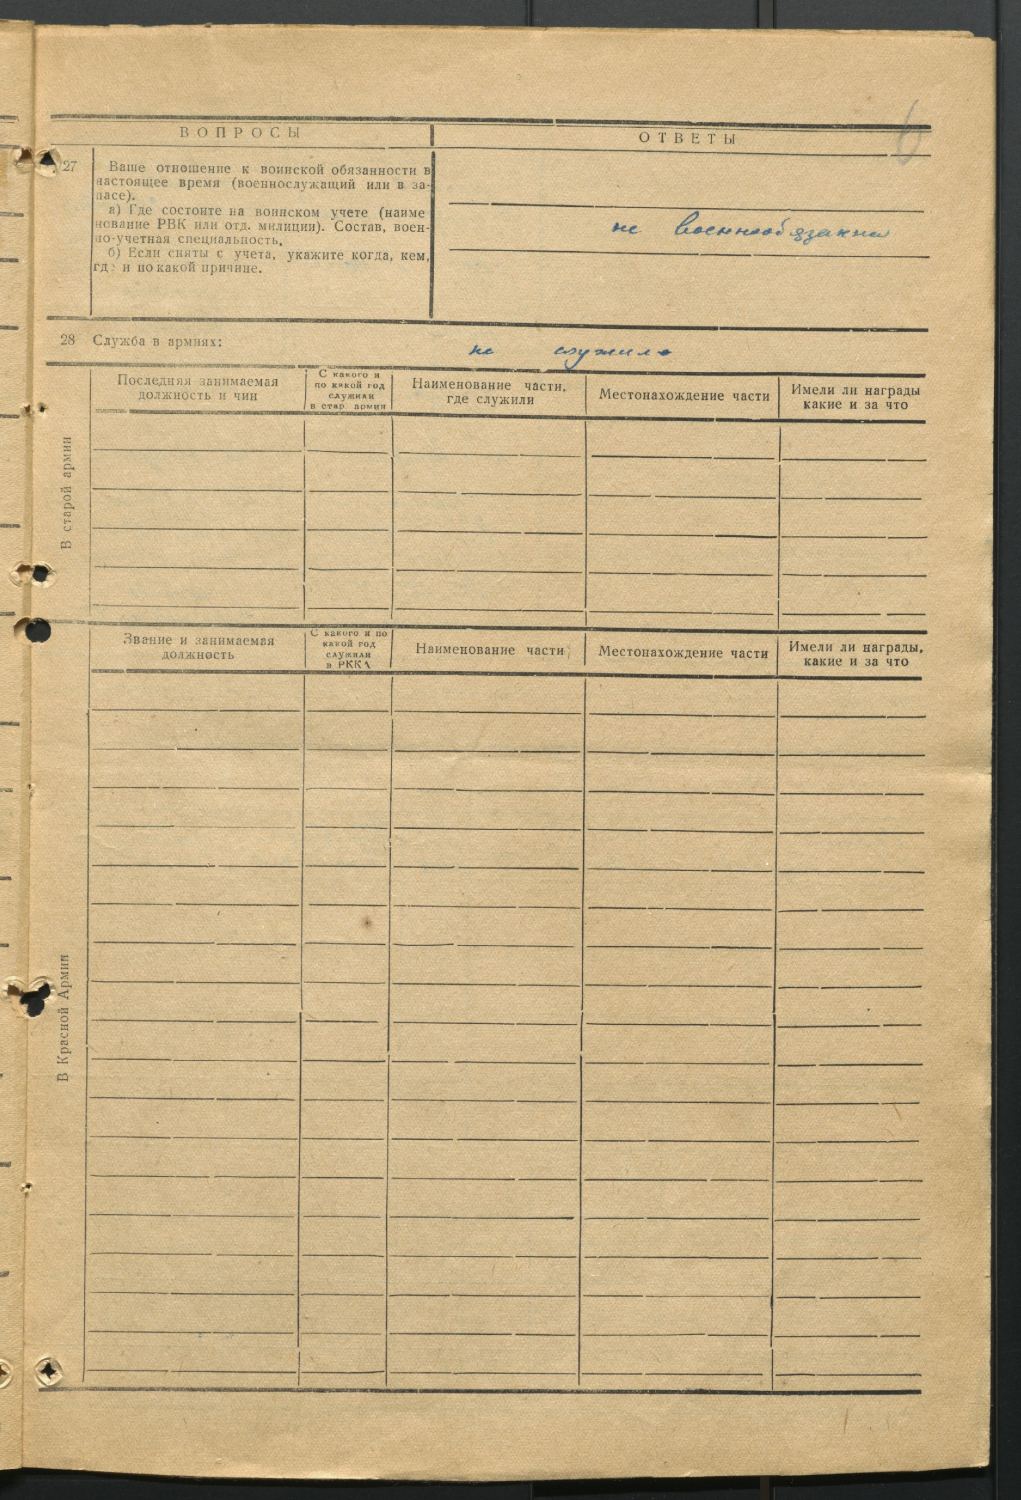 6
ВОПРОСЫ
ОТВЕТЫ
27 Ваше отношение к воинской обязанности в
настоящее время (военнослужащий или в за-
пасе).
а) Где состоите на воинском учете (наиме
нование РВК или отд. милиции). Состав, воен-
но-учетная специальность.
б) Если сняты с учета, укажите когда, кем,
где и по какой причине.
не военнообязанна
28 Служба в армиях:
не служила
В старой армии
Последняя занимаемая
должность и чин
С какого и
по какой год
служили
в стар. армии
Наименование части,
где служили
Местонахождение части
Имели ли награды
какие и за что
В Красной Армии
Звание и занимаемая
должность
С какого и по
какой год
служили
в РККА
Наименование части
Местонахождение части
Имели ли награды,
какие и за что